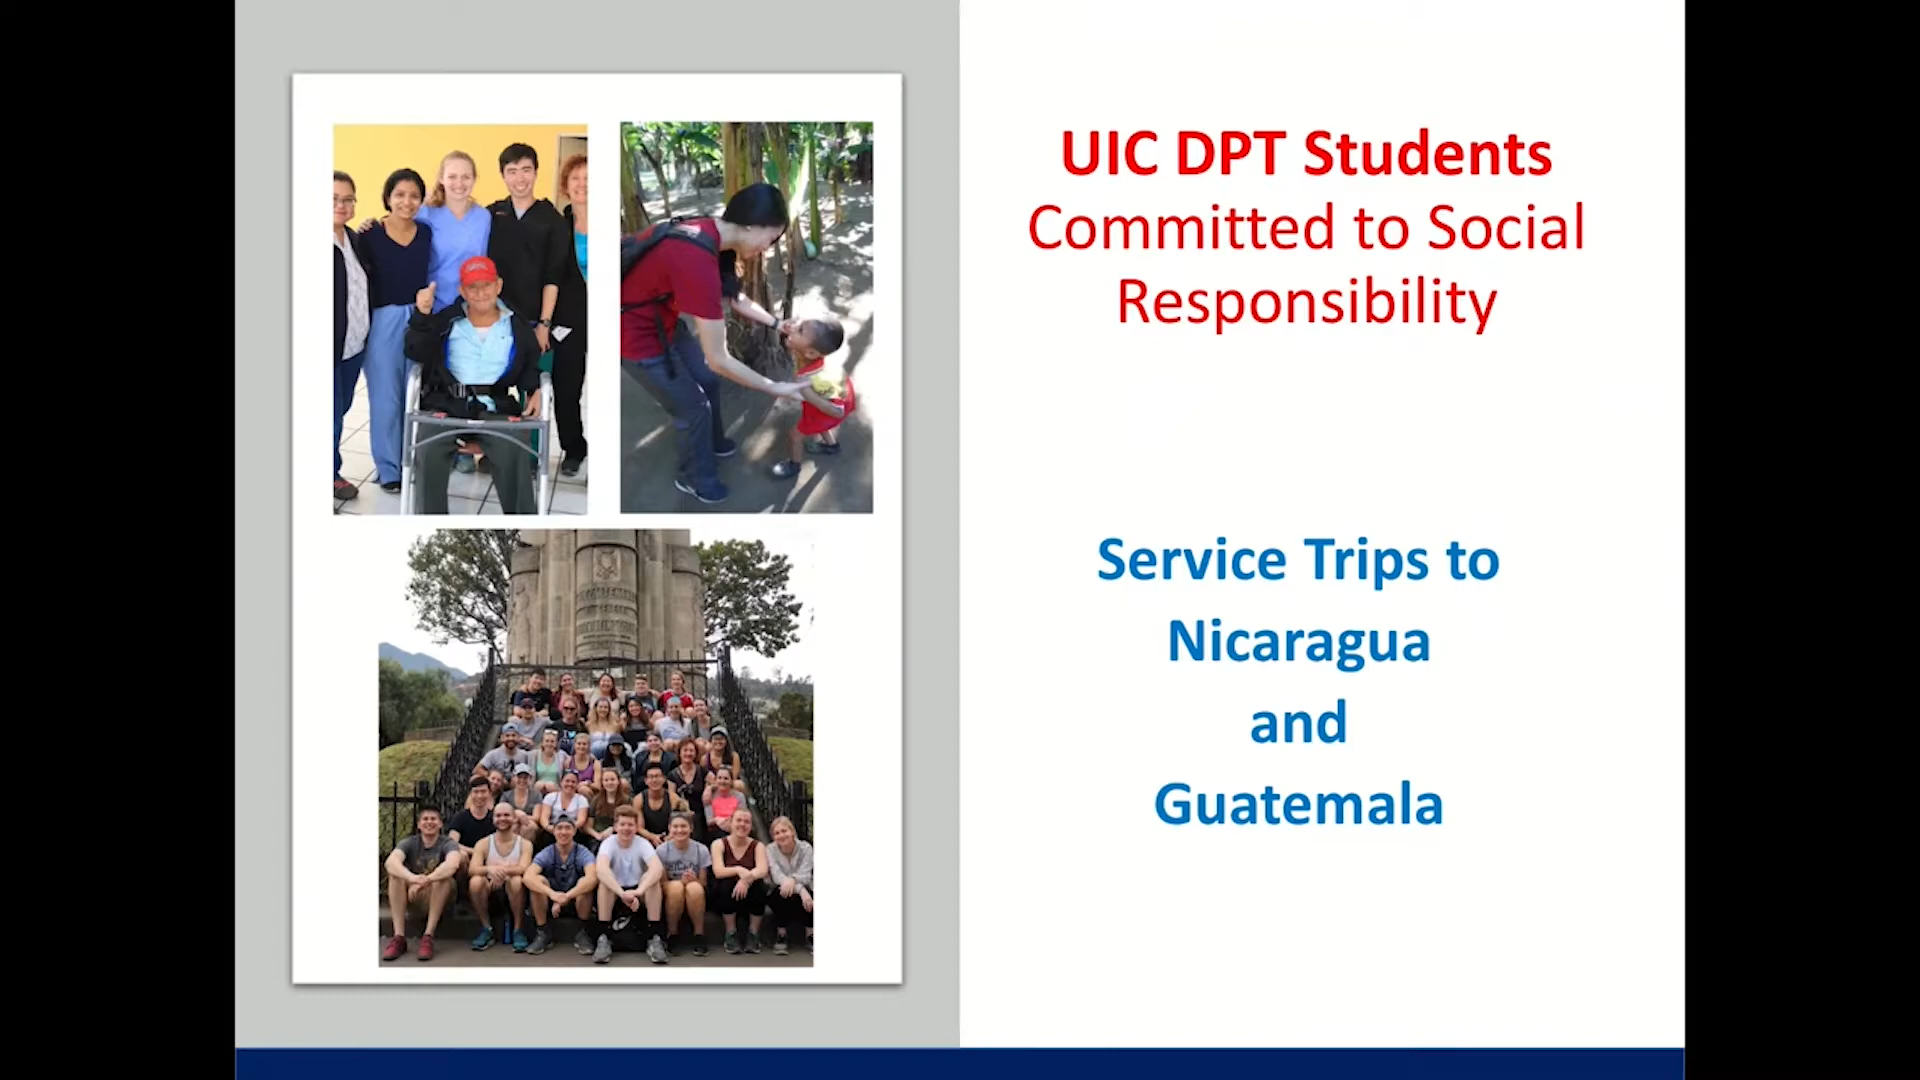 UIC DPT Students
Committed to Social
Responsibility
Service Trips to
Nicaragua
and
Guatemala